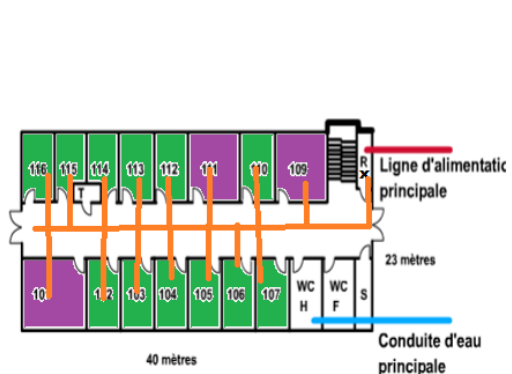 116 115 114 113 112 111 110 109
R
x
Ligne d'alimentatio
principale
T
23 mètres
102 103 104 105 106 107
WC
H
WC
F
S
Conduite d'eau
principale
40 mètres